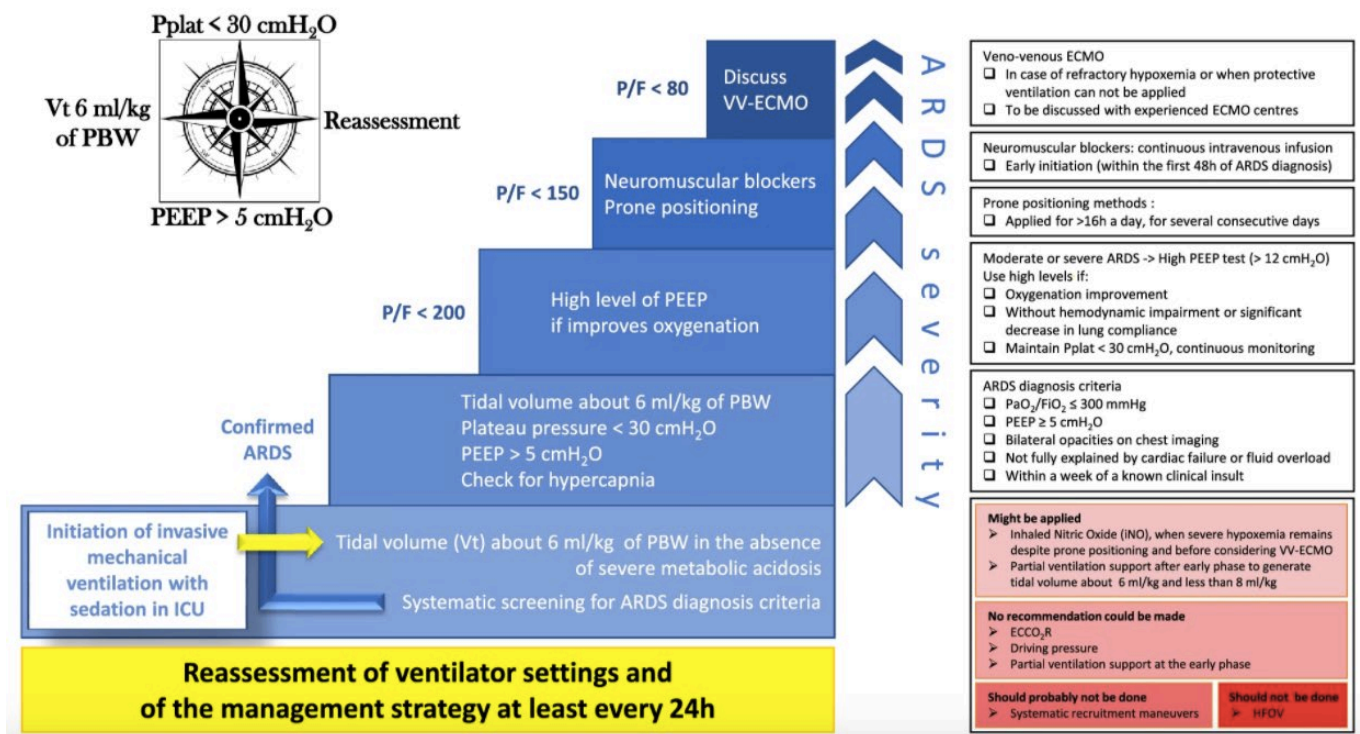 Pplat < 30 cmH₂O
Vt 6 ml/kg
of PBW
Reassessment
PEEP > 5 cmH₂O
P/F < 80
Discuss
VV-ECMO
P/F < 150
Neuromuscular blockers
Prone positioning
P/F < 200
High level of PEEP
if improves oxygenation
Tidal volume about 6 ml/kg of PBW
Plateau pressure < 30 cmH₂O
PEEP > 5 cmH₂O
Check for hypercapnia
Confirmed
ARDS
Initiation of invasive
mechanical
ventilation with
sedation in ICU
Tidal volume (Vt) about 6 ml/kg of PBW in the absence
of severe metabolic acidosis
Systematic screening for ARDS diagnosis criteria
Reassessment of ventilator settings and
of the management strategy at least every 24h
ARDS severity
Veno-venous ECMO
❑ In case of refractory hypoxemia or when protective
ventilation can not be applied
❑ To be discussed with experienced ECMO centres
Neuromuscular blockers: continuous intravenous infusion
❑ Early initiation (within the first 48h of ARDS diagnosis)
Prone positioning methods :
❑ Applied for >16h a day, for several consecutive days
Moderate or severe ARDS -> High PEEP test (> 12 cmH₂O)
Use high levels if:
❑ Oxygenation improvement
❑ Without hemodynamic impairment or significant
decrease in lung compliance
❑ Maintain Pplat < 30 cmH₂O, continuous monitoring
ARDS diagnosis criteria
❑ PaO₂/FiO₂ ≤ 300 mmHg
❑ PEEP ≥ 5 cmH₂O
❑ Bilateral opacities on chest imaging
❑ Not fully explained by cardiac failure or fluid overload
❑ Within a week of a known clinical insult
Might be applied
➢ Inhaled Nitric Oxide (iNO), when severe hypoxemia remains
despite prone positioning and before considering VV-ECMO
➢ Partial ventilation support after early phase to generate
tidal volume about 6 ml/kg and less than 8 ml/kg
No recommendation could be made
➢ ECCO₂R
➢ Driving pressure
➢ Partial ventilation support at the early phase
Should probably not be done
➢ Systematic recruitment maneuvers
Should not be done
➢ HFOV